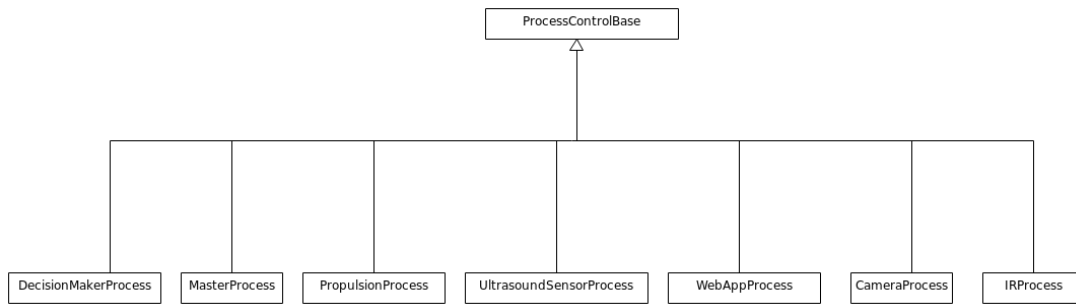 ProcessControlBase
DecisionMakerProcess
MasterProcess
PropulsionProcess
UltrasoundSensorProcess
WebAppProcess
CameraProcess
IRProcess